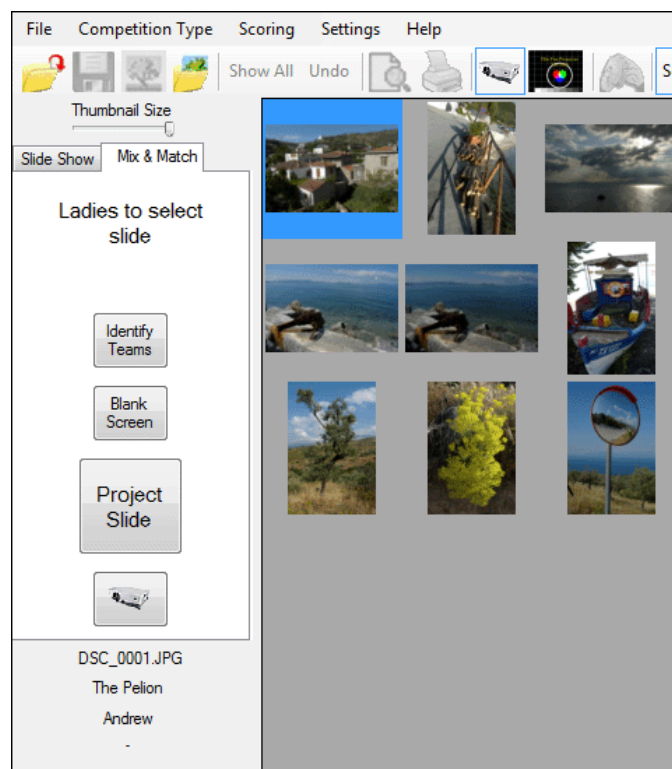 File Competition Type Scoring Settings Help
Show All Undo
Thumbnail Size
Slide Show Mix & Match
Ladies to select
slide
Identify
Teams
Blank
Screen
Project
Slide
DSC_0001.JPG
The Pelion
Andrew
-